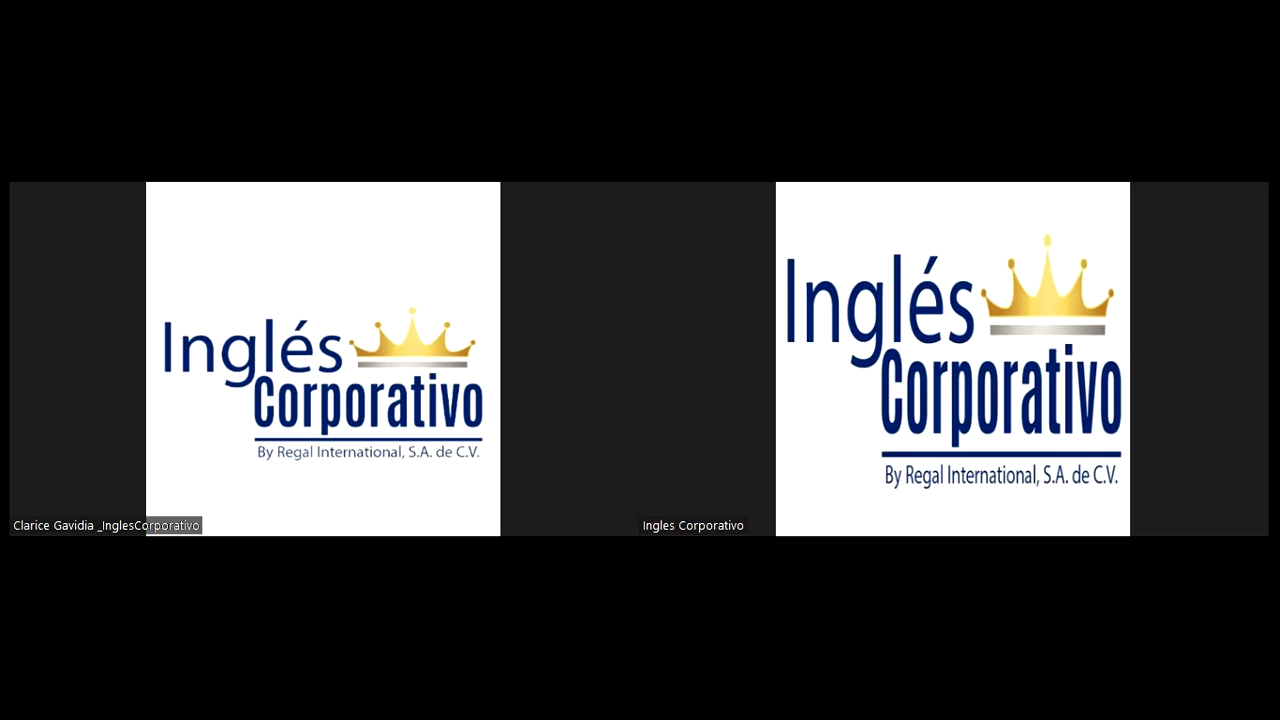 Inglés
Corporativo
By Regal International, S.A. de C.V.
Clarice Gavidia _InglesCorporativo
Inglés
Corporativo
By Regal International, S.A. de C.V.
Ingles Corporativo